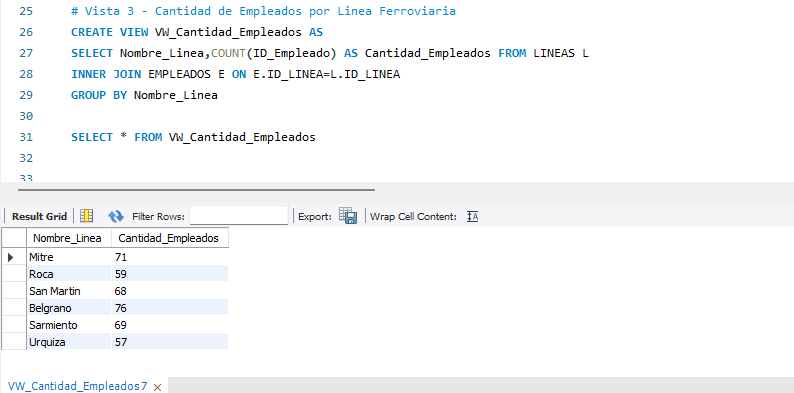 25 # Vista 3 - Cantidad de Empleados por Linea Ferroviaria
26 CREATE VIEW VW_Cantidad_Empleados AS
27 SELECT Nombre_Linea,COUNT(ID_Empleado) AS Cantidad_Empleados FROM LINEAS L
28 INNER JOIN EMPLEADOS E ON E.ID_LINEA=L.ID_LINEA
29 GROUP BY Nombre_Linea
30
31 SELECT * FROM VW_Cantidad_Empleados
32
33
Result Grid Filter Rows: Export: Wrap Cell Content: IA
Nombre_Linea Cantidad_Empleados
Mitre 71
Roca 59
San Martin 68
Belgrano 76
Sarmiento 69
Urquiza 57
VW_Cantidad_Empleados7 ×